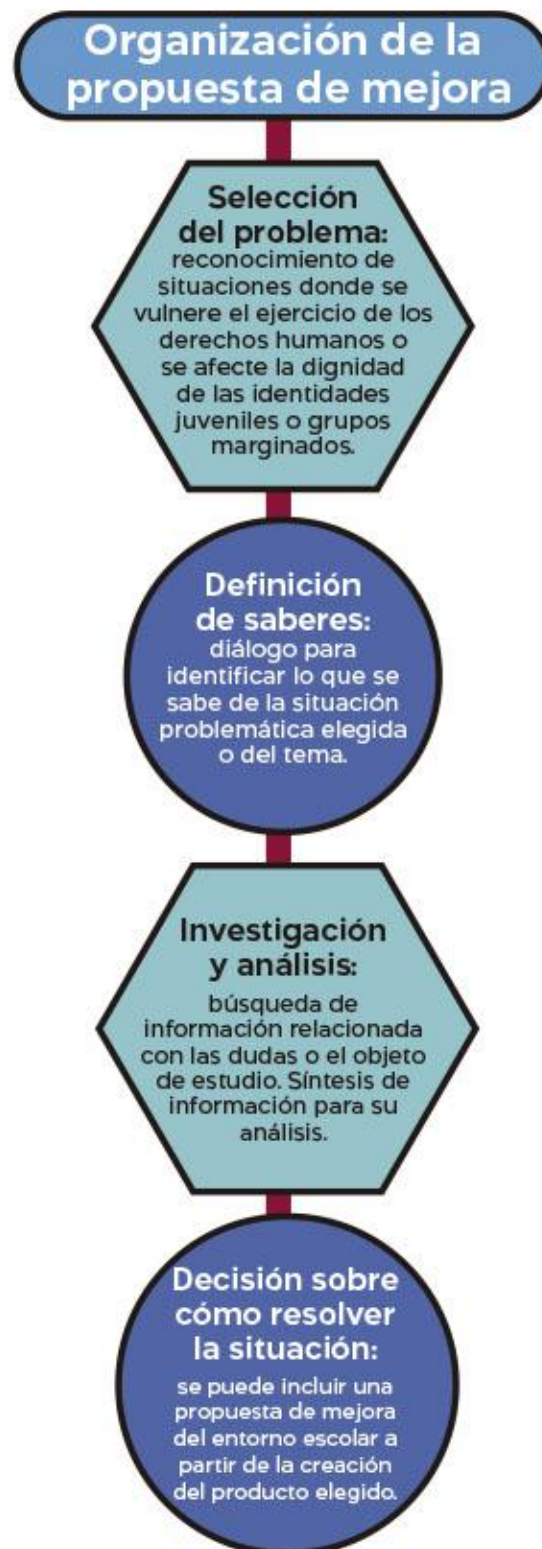 Organización de la
propuesta de mejora
Selección
del problema:
reconocimiento de
situaciones donde se
vulnere el ejercicio de los
derechos humanos o
se afecte la dignidad
de las identidades
juveniles o grupos
marginados.
Definición
de saberes:
diálogo para
identificar lo que se
sabe de la situación
problemática elegida
o del tema.
Investigación
y análisis:
búsqueda de
información relacionada
con las dudas o el objeto
de estudio. Síntesis de
información para su
análisis.
Decisión sobre
cómo resolver
la situación:
se puede incluir una
propuesta de mejora
del entorno escolar a
partir de la creación
del producto elegido.